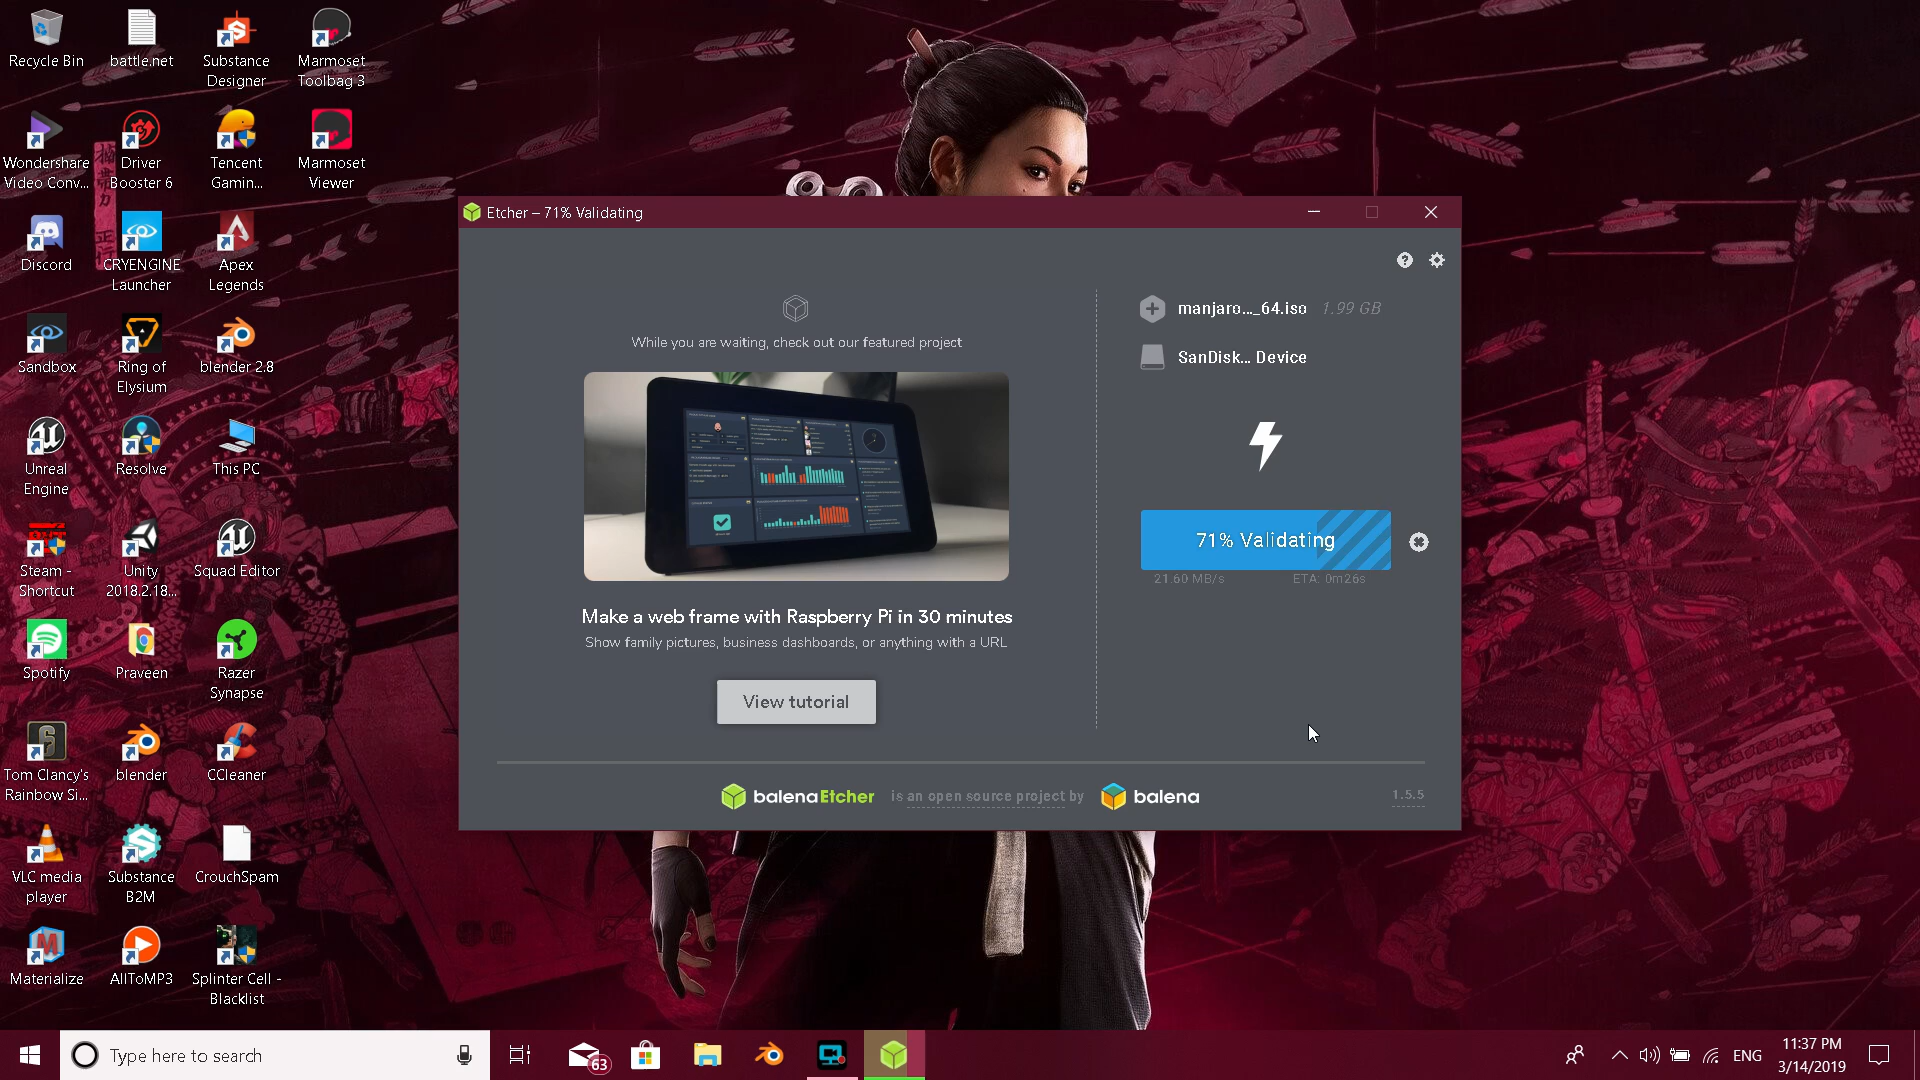 Recycle Bin
battle.net
Substance
Designer
Marmoset
Toolbag 3
Wondershare
Video Conv...
Driver
Booster 6
Tencent
Gamin...
Marmoset
Viewer
Discord
CRYENGINE
Launcher
Apex
Legends
Sandbox
Ring of
Elysium
blender 2.8
Unreal
Engine
Resolve
This PC
Steam -
Shortcut
Unity
2018.2.18...
Squad Editor
Spotify
Praveen
Razer
Synapse
Tom Clancy's
Rainbow Si...
blender
CCleaner
VLC media
player
Substance
B2M
CrouchSpam
Materialize
AllToMP3
Splinter Cell -
Blacklist
Etcher – 71% Validating
While you are waiting, check out our featured project
Make a web frame with Raspberry Pi in 30 minutes
Show family pictures, business dashboards, or anything with a URL
View tutorial
manjaro..._64.iso 1.99 GB
SanDisk... Device
71% Validating
21.60 MB/s ETA: 0m26s
balenaEtcher is an open source project by balena
1.5.5
Type here to search
63
ENG
11:37 PM
3/14/2019